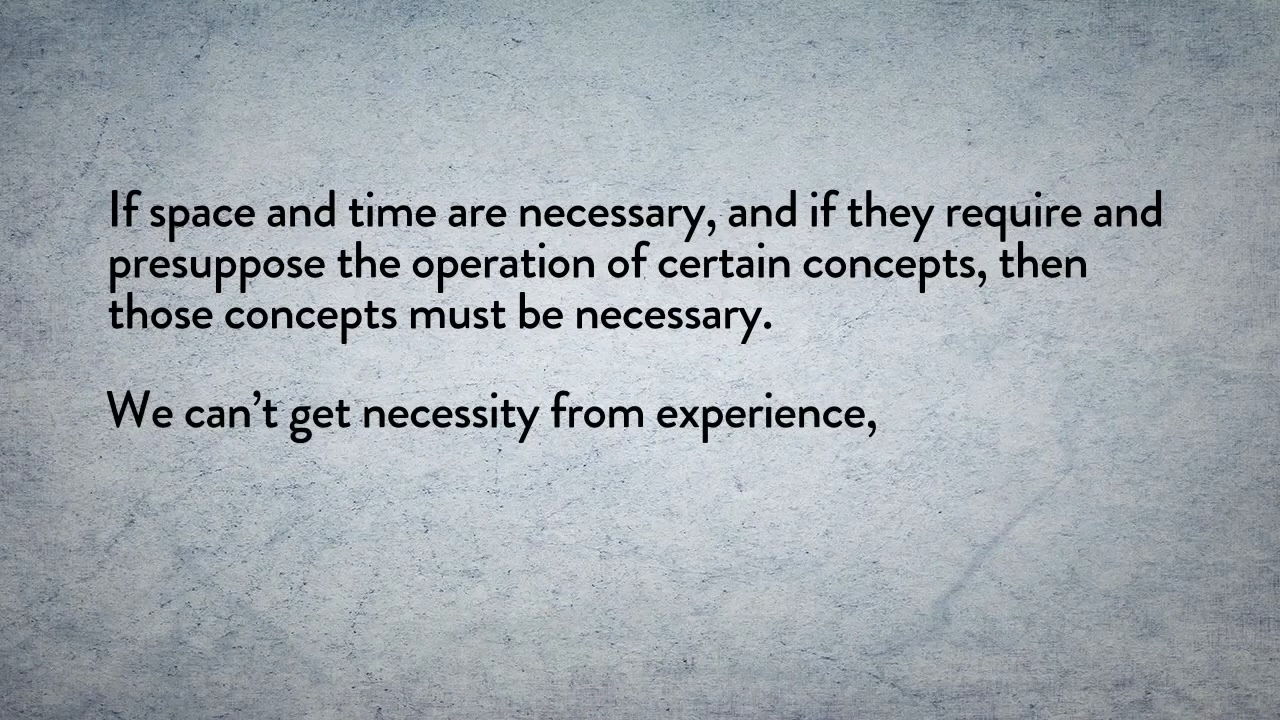 If space and time are necessary, and if they require and
presuppose the operation of certain concepts, then
those concepts must be necessary.
We can’t get necessity from experience,